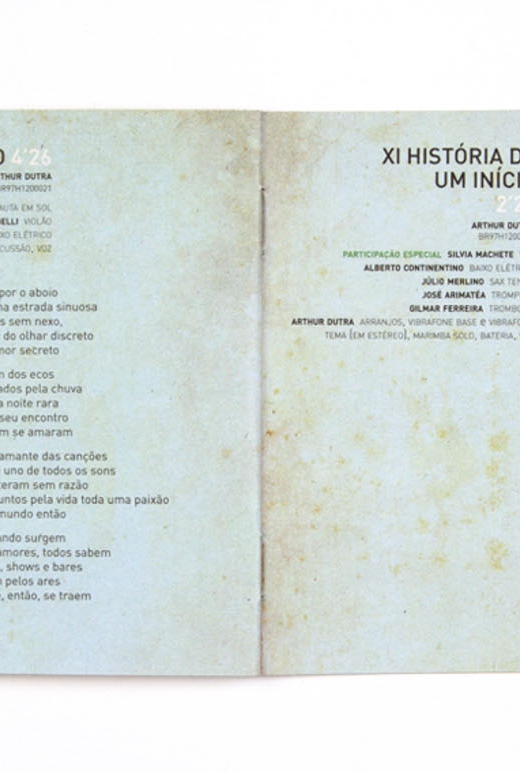 O 4'26
THUR DUTRA
BR97H1200021
AUTA EM SOL
ELLI VIOLÃO
XO ELÉTRICO
CUSSÃO, VOZ
por o aboio
na estrada sinuosa
s sem nexo,
do olhar discreto
mor secreto
m dos ecos
ados pela chuva
a noite rara
seu encontro
m se amaram
amante das canções
uno de todos os sons
teram sem razão
untos pela vida toda uma paixão
mundo então
ando surgem
amores, todos sabem
, shows e bares
n pelos ares
e, então, se traem
XI HISTÓRIA D
UM INÍC
2'2
ARTHUR DUT
BR97H1200
PARTICIPAÇÃO ESPECIAL SILVIA MACHETE
ALBERTO CONTINENTINO BAIXO ELÉTR
JÚLIO MERLINO SAX TEN
JOSÉ ARIMATÉA TROMP
GILMAR FERREIRA TROMBO
ARTHUR DUTRA ARRANJOS, VIBRAFONE BASE e VIBRAFO
TEMA [EM ESTÉREO], MARIMBA SOLO, BATERIA,